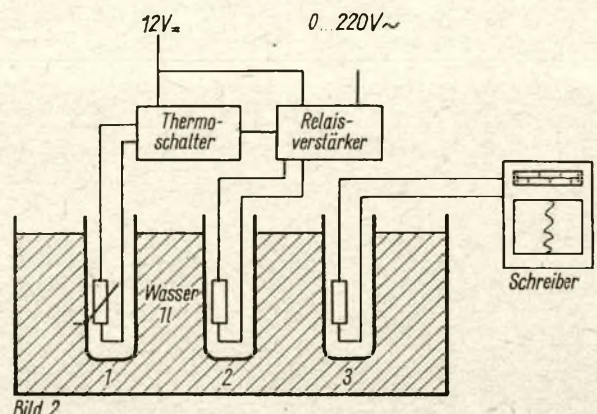 12V= 0...220V~
Thermo-
schalter
Relais-
verstärker
Schreiber
Wasser
1l
1 2 3
Bild 2